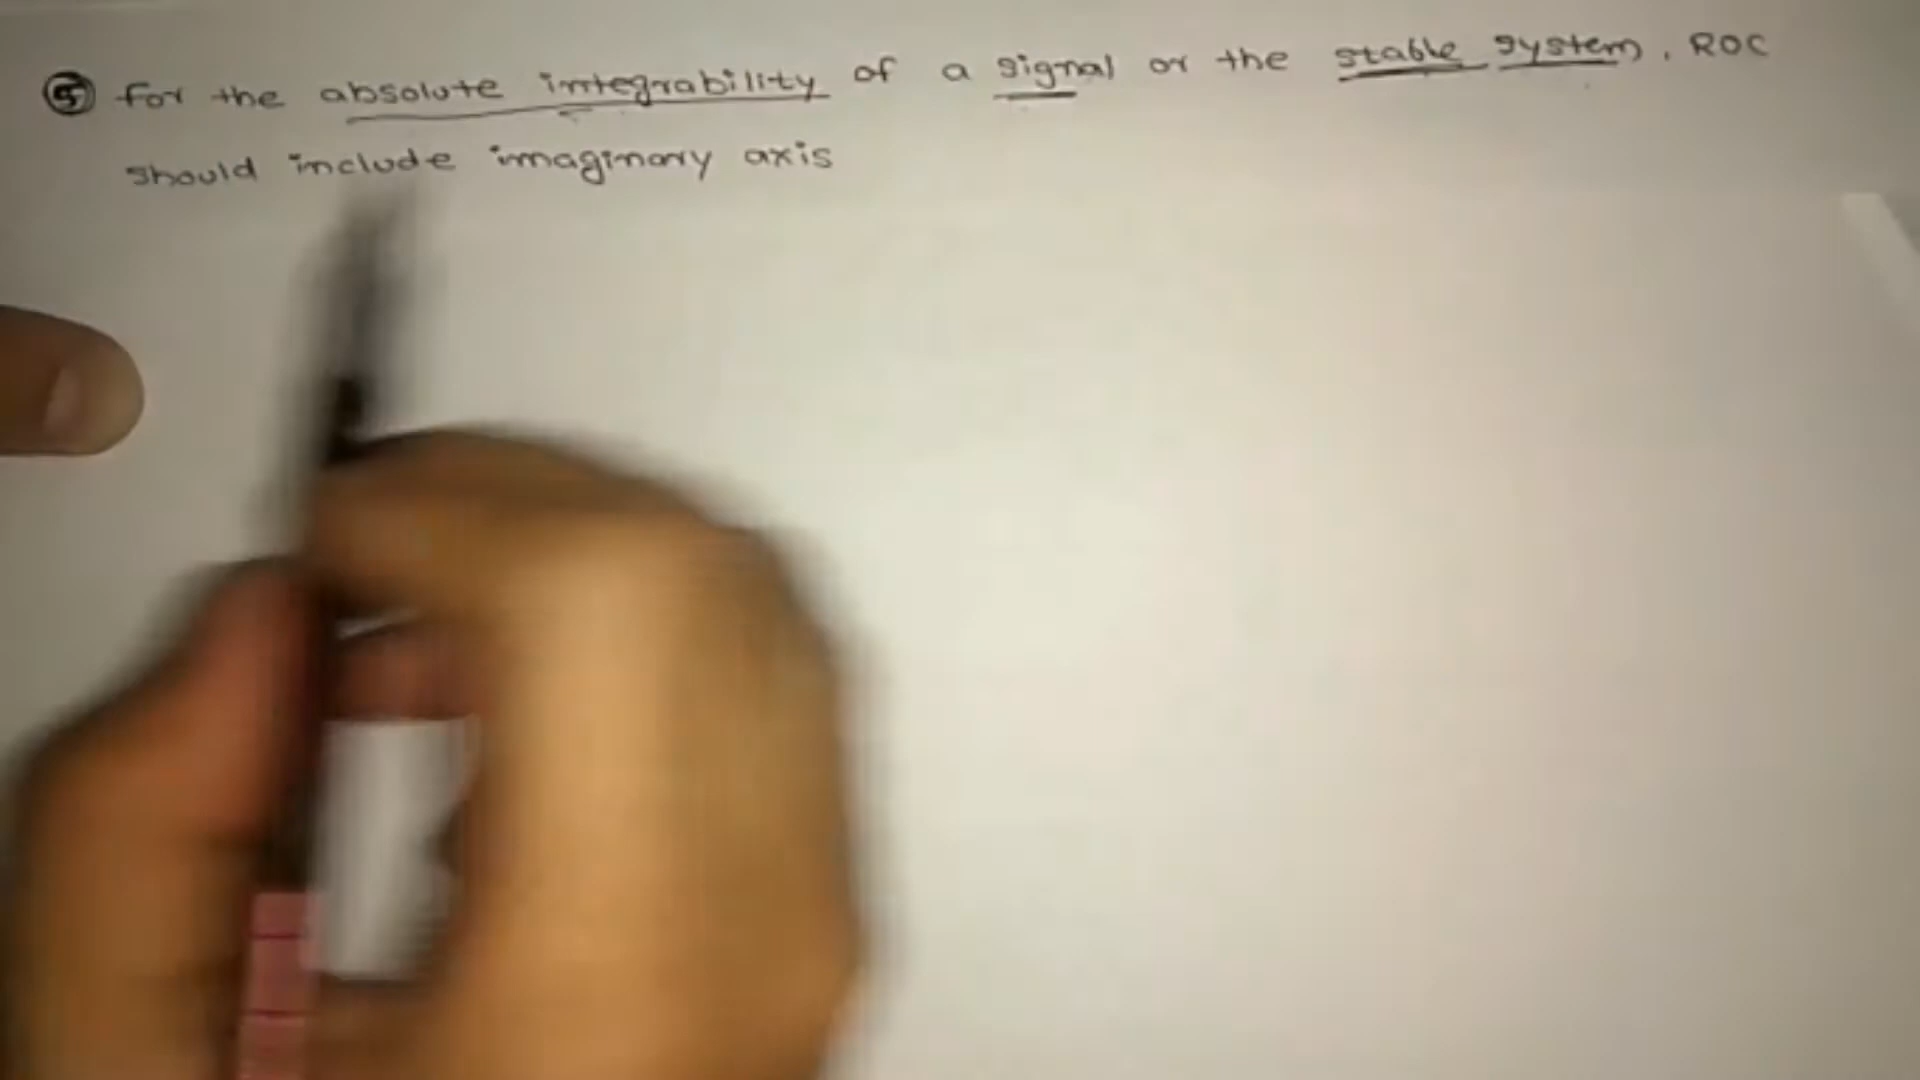 ⑤ for the absolute integrability of a signal or the stable system, ROC
should include imaginary axis